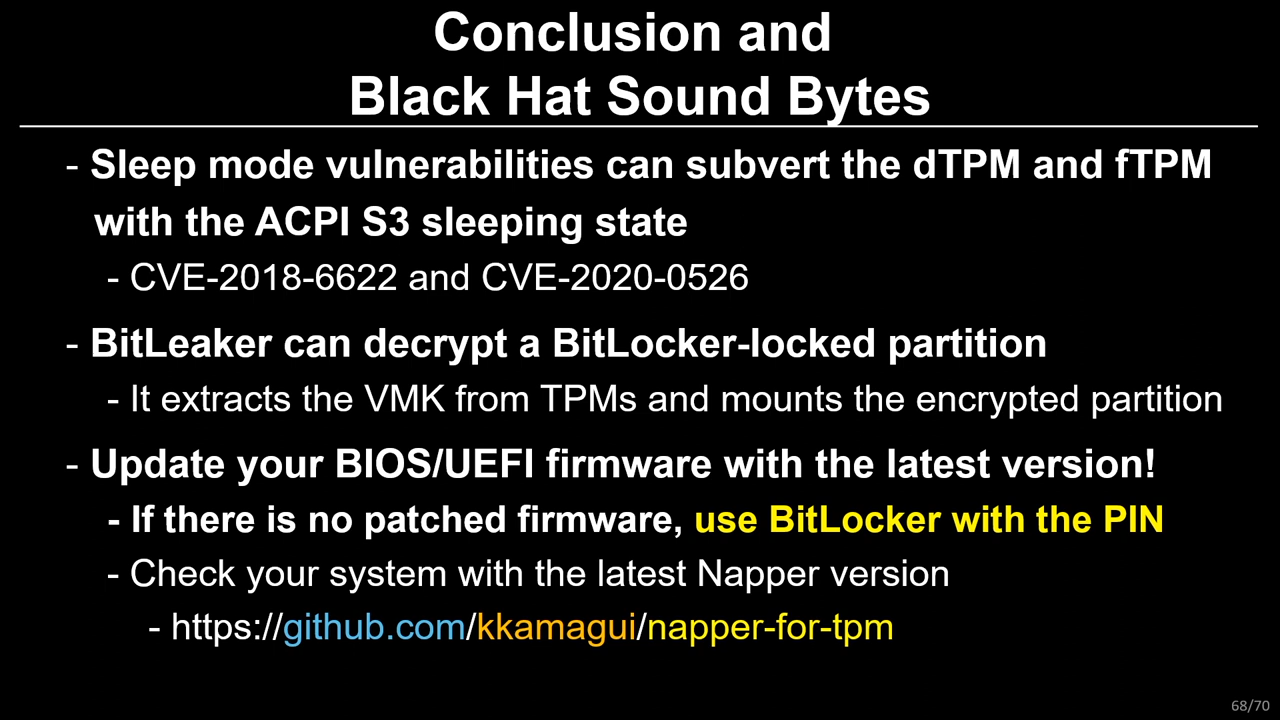 Conclusion and
Black Hat Sound Bytes
- Sleep mode vulnerabilities can subvert the dTPM and fTPM
with the ACPI S3 sleeping state
- CVE-2018-6622 and CVE-2020-0526
- BitLeaker can decrypt a BitLocker-locked partition
- It extracts the VMK from TPMs and mounts the encrypted partition
- Update your BIOS/UEFI firmware with the latest version!
- If there is no patched firmware, use BitLocker with the PIN
- Check your system with the latest Napper version
- https://github.com/kkamagui/napper-for-tpm
68/70